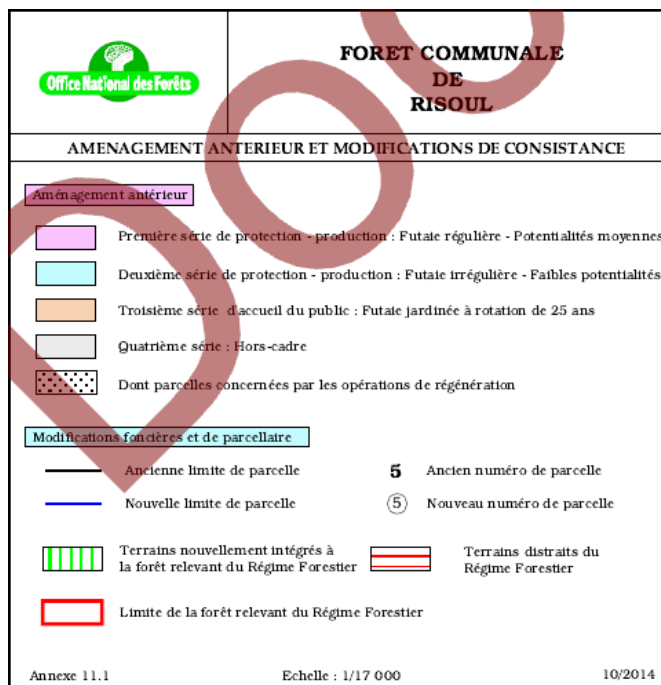 Office National des Forêts
FORET COMMUNALE
DE
RISOUL
AMENAGEMENT ANTERIEUR ET MODIFICATIONS DE CONSISTANCE
Aménagement antérieur
Première série de protection - production : Futaie régulière - Potentialités moyennes
Deuxième série de protection - production : Futaie irrégulière - Faibles potentialités
Troisième série d'accueil du public : Futaie jardinée à rotation de 25 ans
Quatrième série : Hors-cadre
Dont parcelles concernées par les opérations de régénération
Modifications foncières et de parcellaire
Ancienne limite de parcelle
5 Ancien numéro de parcelle
Nouvelle limite de parcelle
5 Nouveau numéro de parcelle
Terrains nouvellement intégrés à
la forêt relevant du Régime Forestier
Terrains distraits du
Régime Forestier
Limite de la forêt relevant du Régime Forestier
Annexe 11.1 Echelle : 1/17 000 10/2014